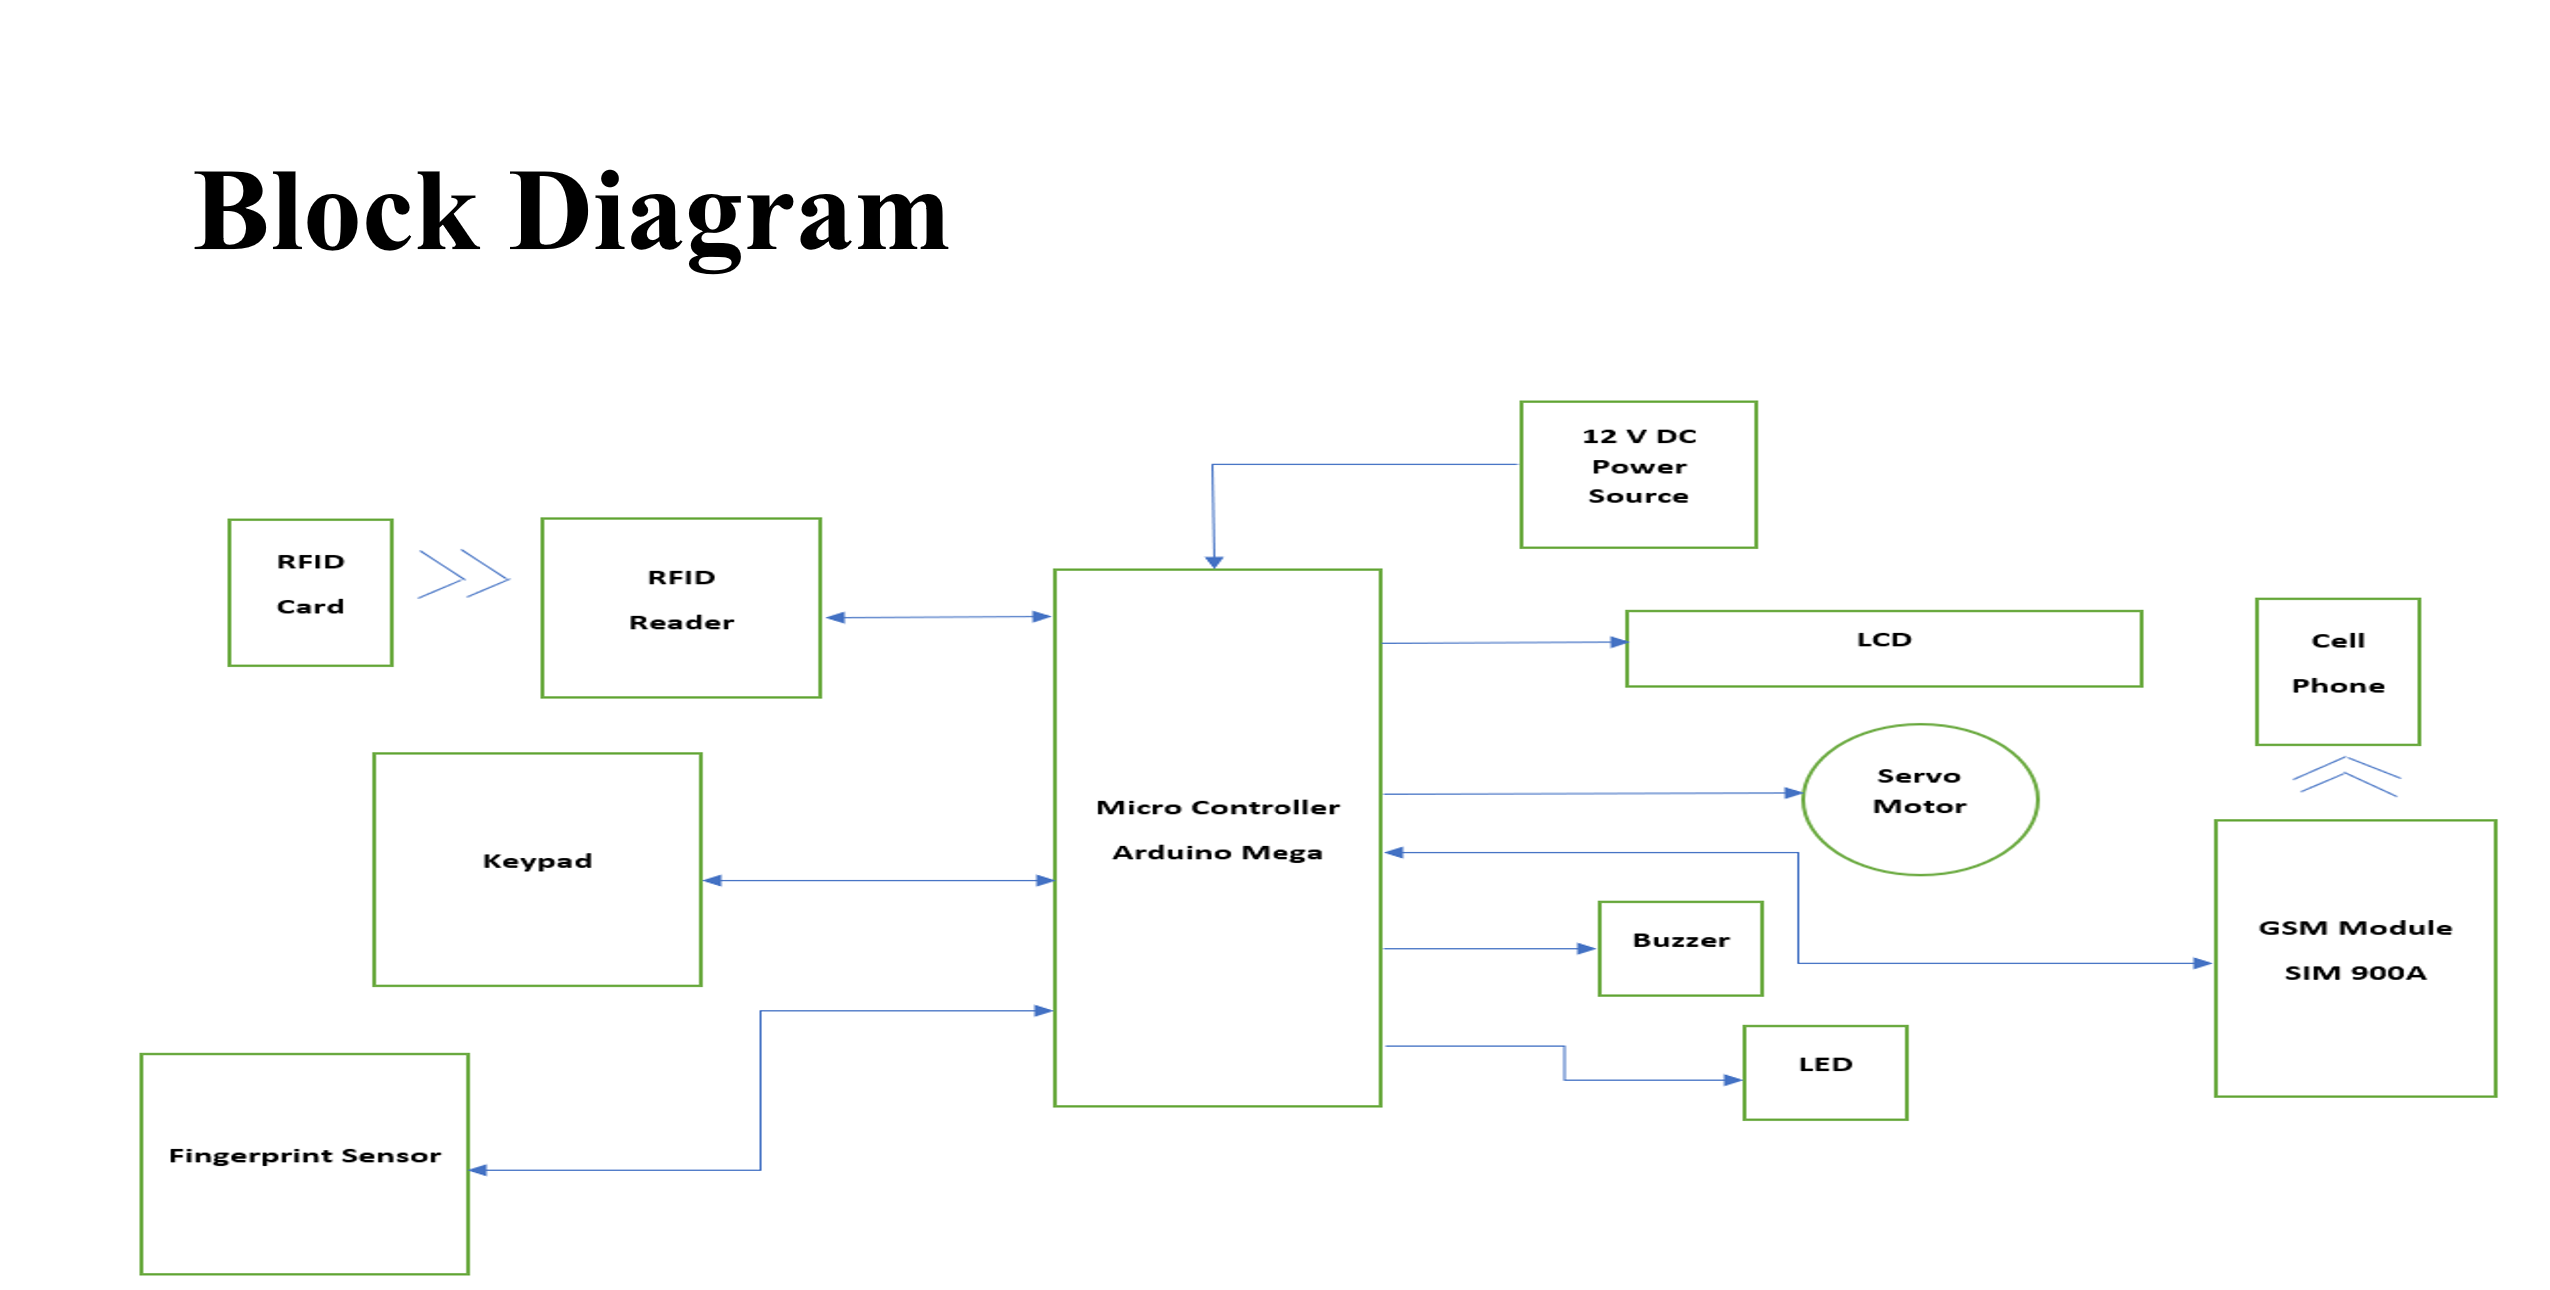 Block Diagram
12 V DC
Power
Source
RFID
Card
RFID
Reader
LCD
Cell
Phone
Servo
Motor
Micro Controller
Arduino Mega
Keypad
Buzzer
GSM Module
SIM 900A
LED
Fingerprint Sensor